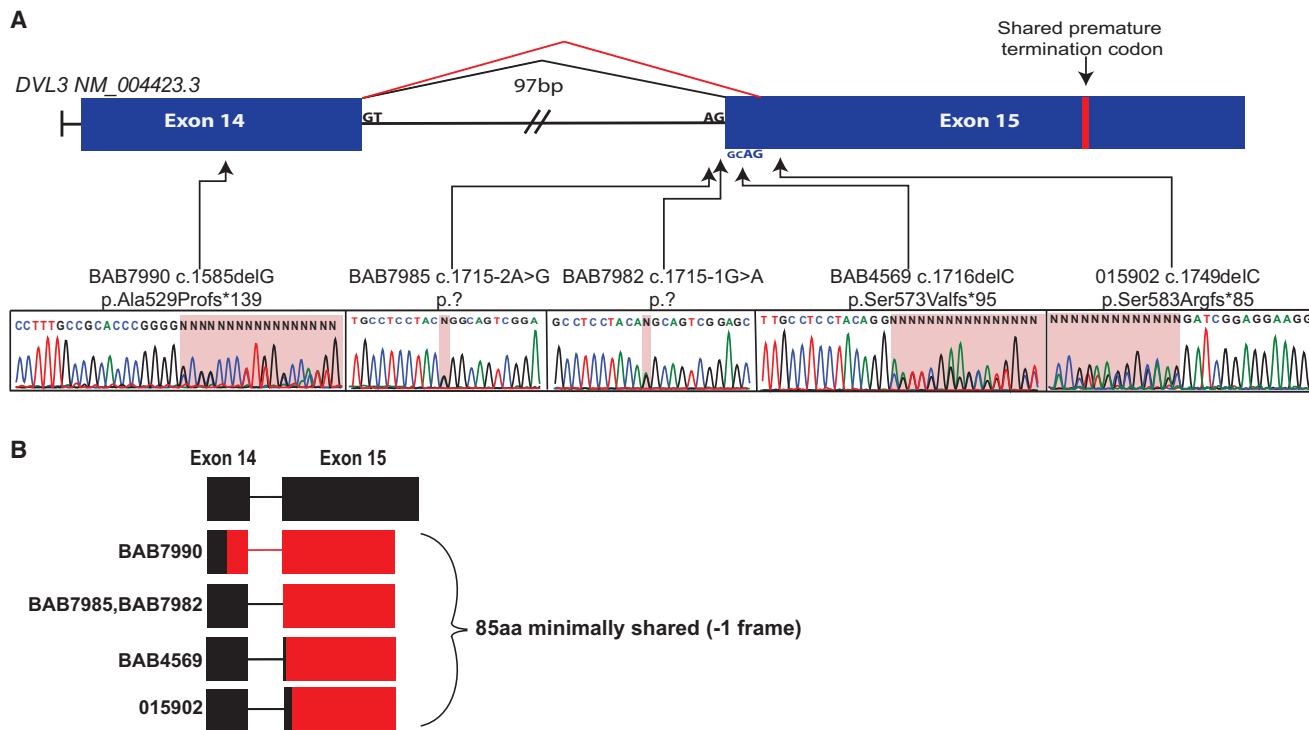 A
Shared premature
termination codon
DVL3 NM_004423.3
97bp
Exon 14
GT
AG
Exon 15
GCAG
BAB7990 c.1585delG
p.Ala529Profs*139
BAB7985 c.1715-2A>G
p.?
BAB7982 c.1715-1G>A
p.?
BAB4569 c.1716delC
p.Ser573Valfs*95
015902 c.1749delC
p.Ser583Argfs*85
CCTTTGCCGCACCCGGGGNNNNNNNNNNNNNNNNN
TGCCTCCTACNGGCAGTCGGA
GCCTCCTACANGCAGTCGGAGC
TTGCCTCCTACAGGNNNNNNNNNNNNNNNN
NNNNNNNNNNNNNGATCGGAGGAAGG
B
Exon 14
Exon 15
BAB7990
BAB7985,BAB7982
BAB4569
015902
85aa minimally shared (-1 frame)